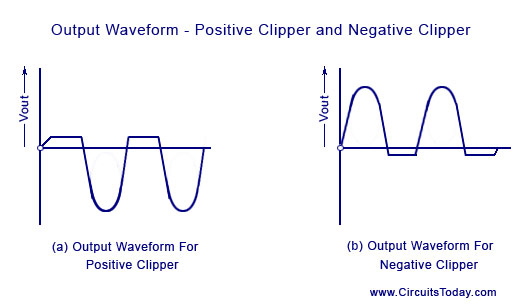 Output Waveform - Positive Clipper and Negative Clipper
Vout
Vout
(a) Output Waveform For
Positive Clipper
(b) Output Waveform For
Negative Clipper
www.CircuitsToday.com